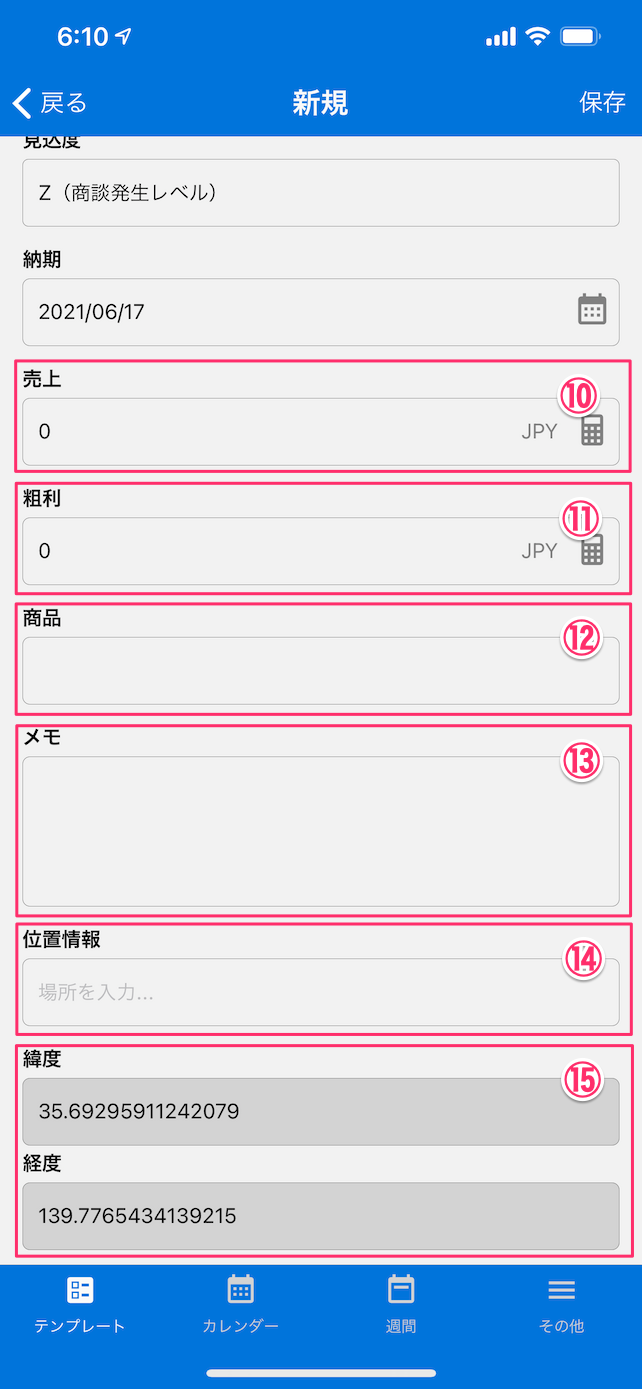 6:10
戻る 新規 保存
見込度
Z（商談発生レベル）
納期
2021/06/17
売上
⑩
0 JPY
粗利
⑪
0 JPY
商品
⑫
メモ
⑬
位置情報
⑭
場所を入力...
緯度
⑮
35.69295911242079
経度
139.7765434139215
テンプレート カレンダー 週間 その他